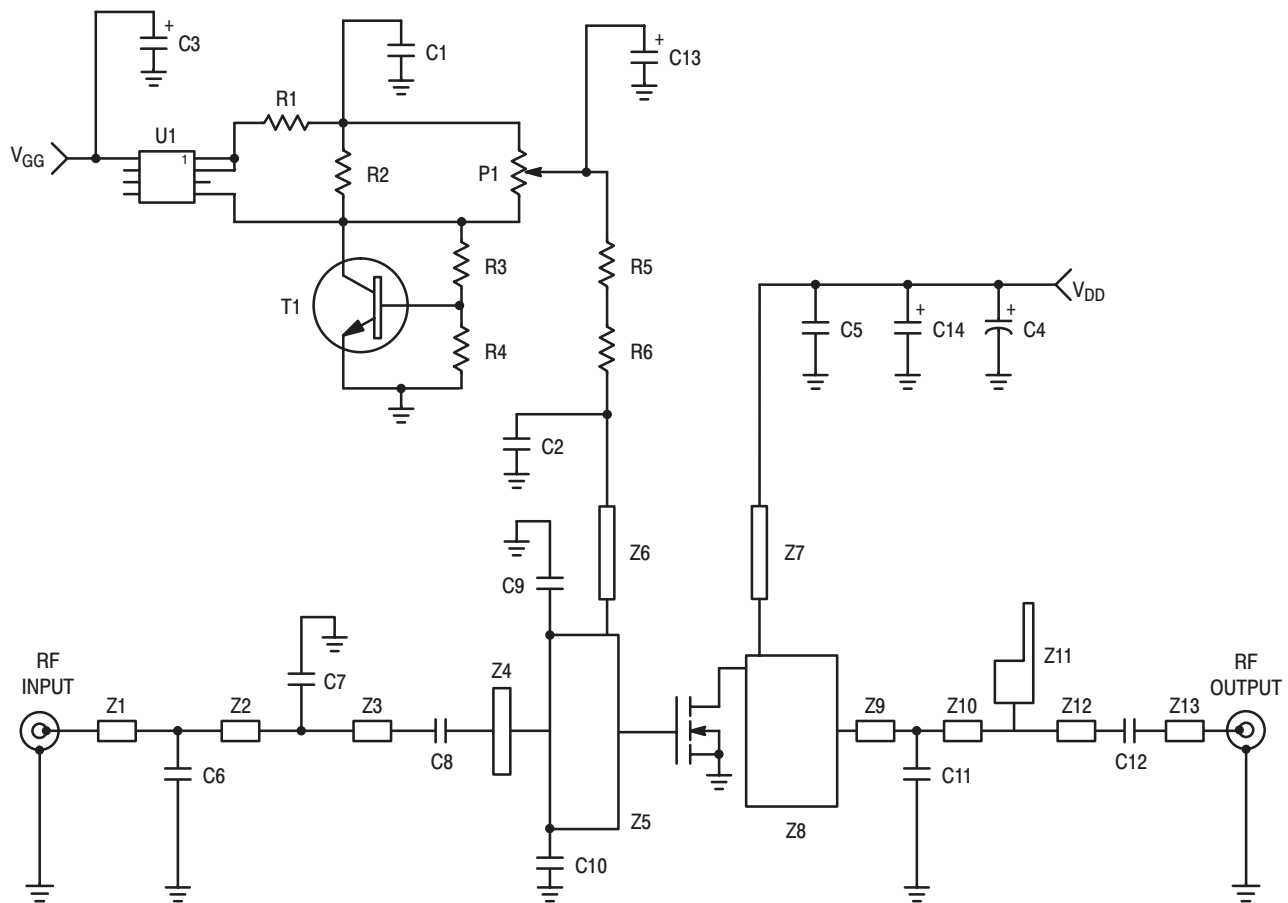 +
C3
C1
+
C13
R1
U1
1
VGG
R2
P1
R3
R5
T1
R4
R6
VDD
C5
+
C14
+
C4
C2
Z6
Z7
C9
RF
INPUT
Z1
Z2
C7
Z3
Z4
C8
C6
Z5
C10
Z8
Z9
Z10
Z11
Z12
Z13
RF
OUTPUT
C11
C12